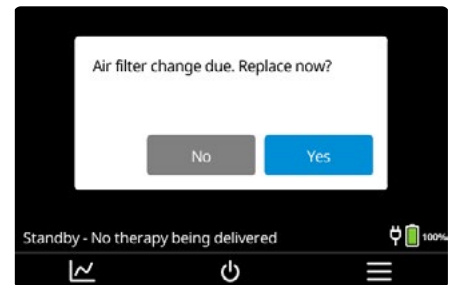 Air filter change due. Replace now?
No
Yes
Standby - No therapy being delivered
100%